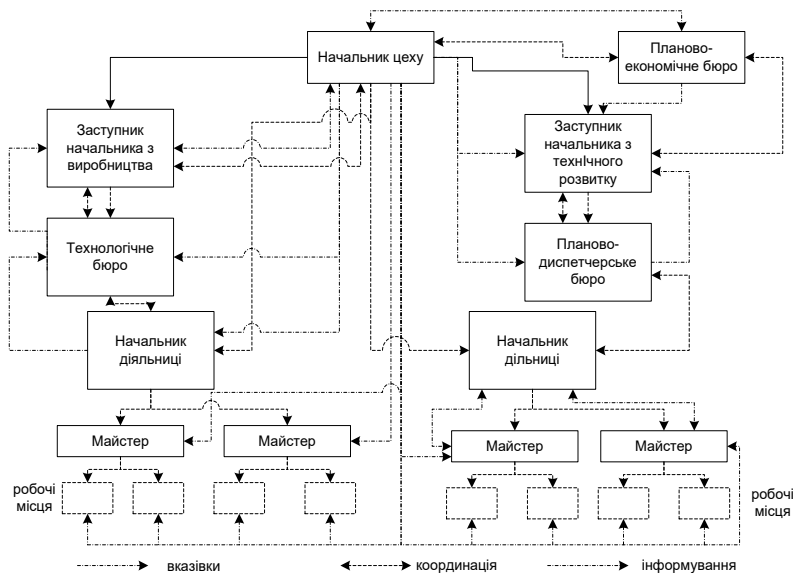 Начальник цеху
Планово-
економічне бюро
Заступник
начальника з
виробництва
Заступник
начальника з
технІчного
розвитку
Технологічне
бюро
Планово-
диспетчерське
бюро
Начальник
діяльниці
Начальник
дільниці
Майстер
Майстер
Майстер
Майстер
робочі
місця
робочі
місця
вказівки
координація
інформування